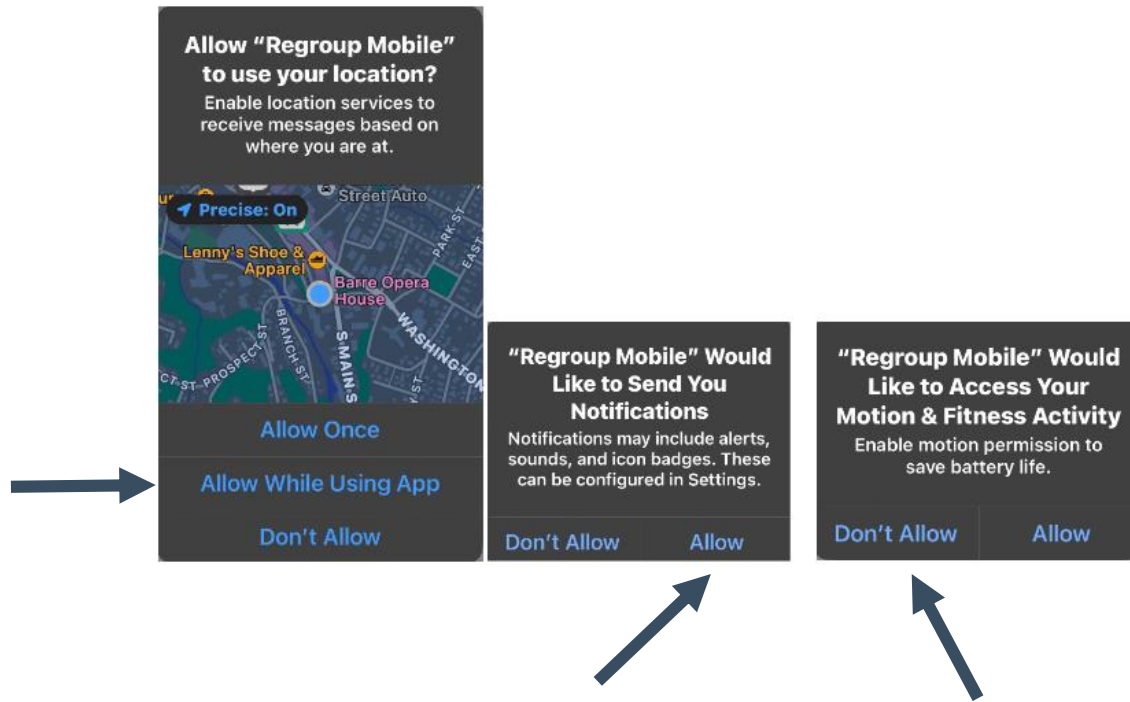 Allow “Regroup Mobile”
to use your location?
Enable location services to
receive messages based on
where you are at.
Street Auto
Precise: On
PARK ST
EAST
Lenny's Shoe &
Apparel
Barre Opera
House
WASHINGTON
BRANCH ST
S MAIN S
PROSPECT ST
CT ST
Allow Once
Allow While Using App
Don't Allow
“Regroup Mobile” Would
Like to Send You
Notifications
Notifications may include alerts,
sounds, and icon badges. These
can be configured in Settings.
Don't Allow
Allow
“Regroup Mobile” Would
Like to Access Your
Motion & Fitness Activity
Enable motion permission to
save battery life.
Don't Allow
Allow